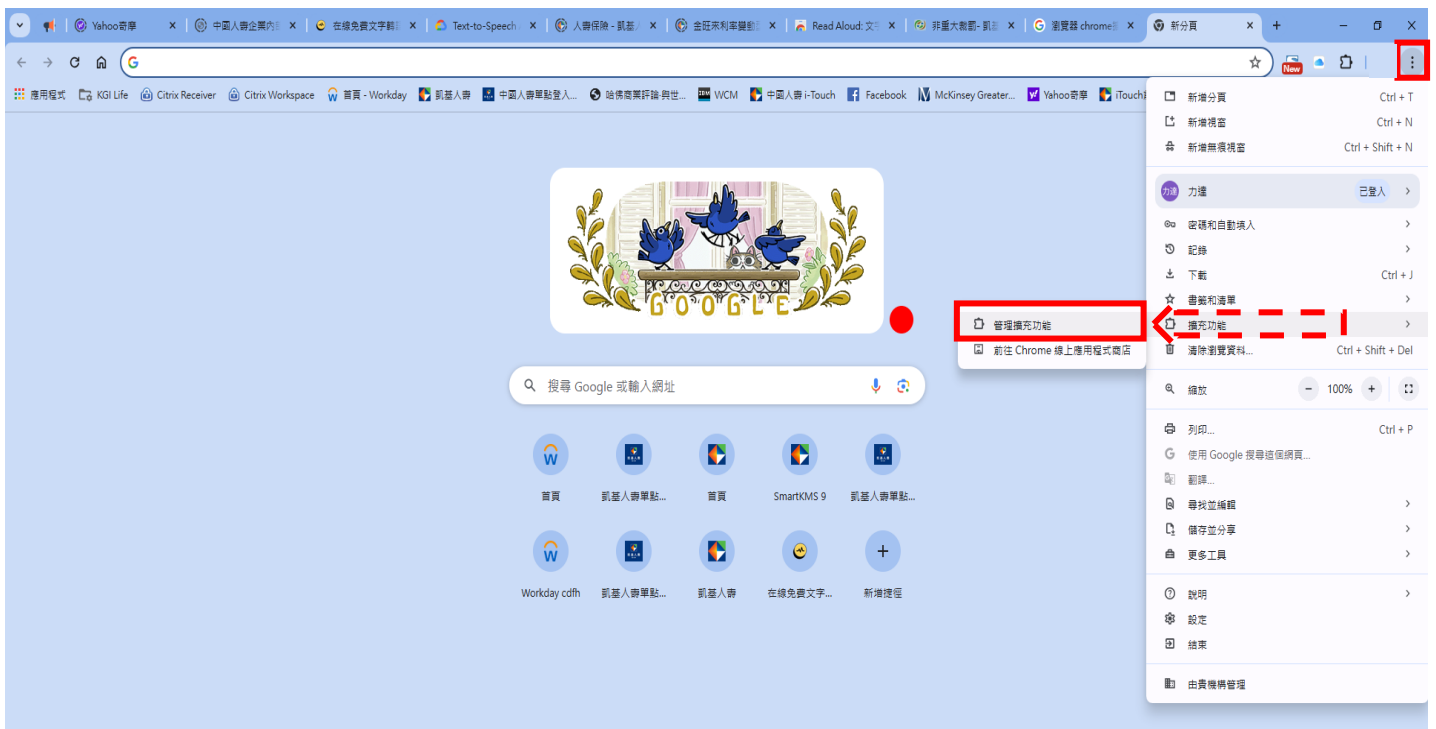 Yahoo奇摩
中國人壽企業內
在線免費文字轉
Text-to-Speech
人壽保險 - 凱基
金旺來利率變動
Read Aloud: 文
非重大撤罰- 凱基
瀏覽器 chrome
新分頁
New
應用程式
KGI Life
Citrix Receiver
Citrix Workspace
首頁 - Workday
凱基人壽
中國人壽單點登入...
哈佛商業評論‧與世...
WCM
中國人壽 i-Touch
Facebook
McKinsey Greater...
Yahoo奇摩
iTouch
新增分頁 Ctrl + T
新增視窗 Ctrl + N
新增無痕視窗 Ctrl + Shift + N
力達 力達 已登入
密碼和自動填入
記錄
下載 Ctrl + J
書籤和清單
擴充功能
清除瀏覽資料... Ctrl + Shift + Del
縮放 - 100% +
列印... Ctrl + P
使用 Google 搜尋這個網頁...
翻譯...
尋找並編輯
儲存並分享
更多工具
說明
設定
結束
由貴機構管理
管理擴充功能
前往 Chrome 線上應用程式商店
GOOGLE
搜尋 Google 或輸入網址
首頁
凱基人壽單點...
首頁
SmartKMS 9
凱基人壽單點...
Workday cdfh
凱基人壽單點...
凱基人壽
在線免費文字...
新增捷徑